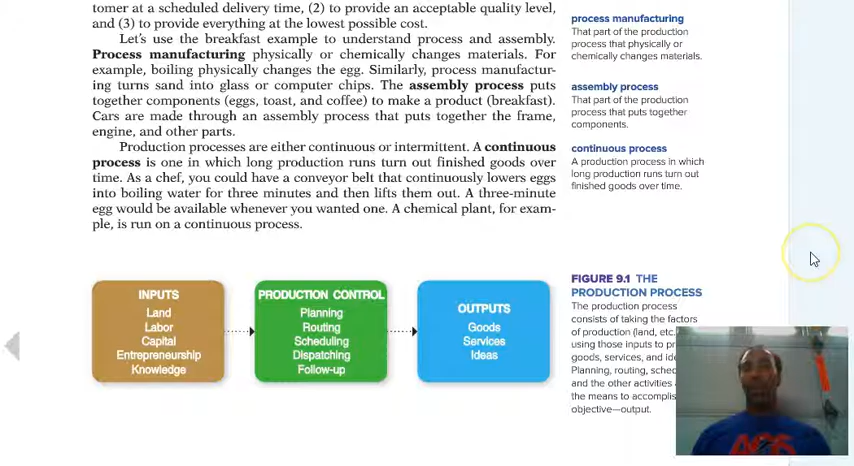 tomer at a scheduled delivery time, (2) to provide an acceptable quality level,
and (3) to provide everything at the lowest possible cost.
Let's use the breakfast example to understand process and assembly.
Process manufacturing physically or chemically changes materials. For
example, boiling physically changes the egg. Similarly, process manufactur-
ing turns sand into glass or computer chips. The assembly process puts
together components (eggs, toast, and coffee) to make a product (breakfast).
Cars are made through an assembly process that puts together the frame,
engine, and other parts.
Production processes are either continuous or intermittent. A continuous
process is one in which long production runs turn out finished goods over
time. As a chef, you could have a conveyor belt that continuously lowers eggs
into boiling water for three minutes and then lifts them out. A three-minute
egg would be available whenever you wanted one. A chemical plant, for exam-
ple, is run on a continuous process.
process manufacturing
That part of the production
process that physically or
chemically changes materials.
assembly process
That part of the production
process that puts together
components.
continuous process
A production process in which
long production runs turn out
finished goods over time.
INPUTS
Land
Labor
Capital
Entrepreneurship
Knowledge
PRODUCTION CONTROL
Planning
Routing
Scheduling
Dispatching
Follow-up
OUTPUTS
Goods
Services
Ideas
FIGURE 9.1 THE
PRODUCTION PROCESS
The production process
consists of taking the factors
of production (land, etc.
using those inputs to pr
goods, services, and ide
Planning, routing, sched
and the other activities
the means to accomplis
objective—output.